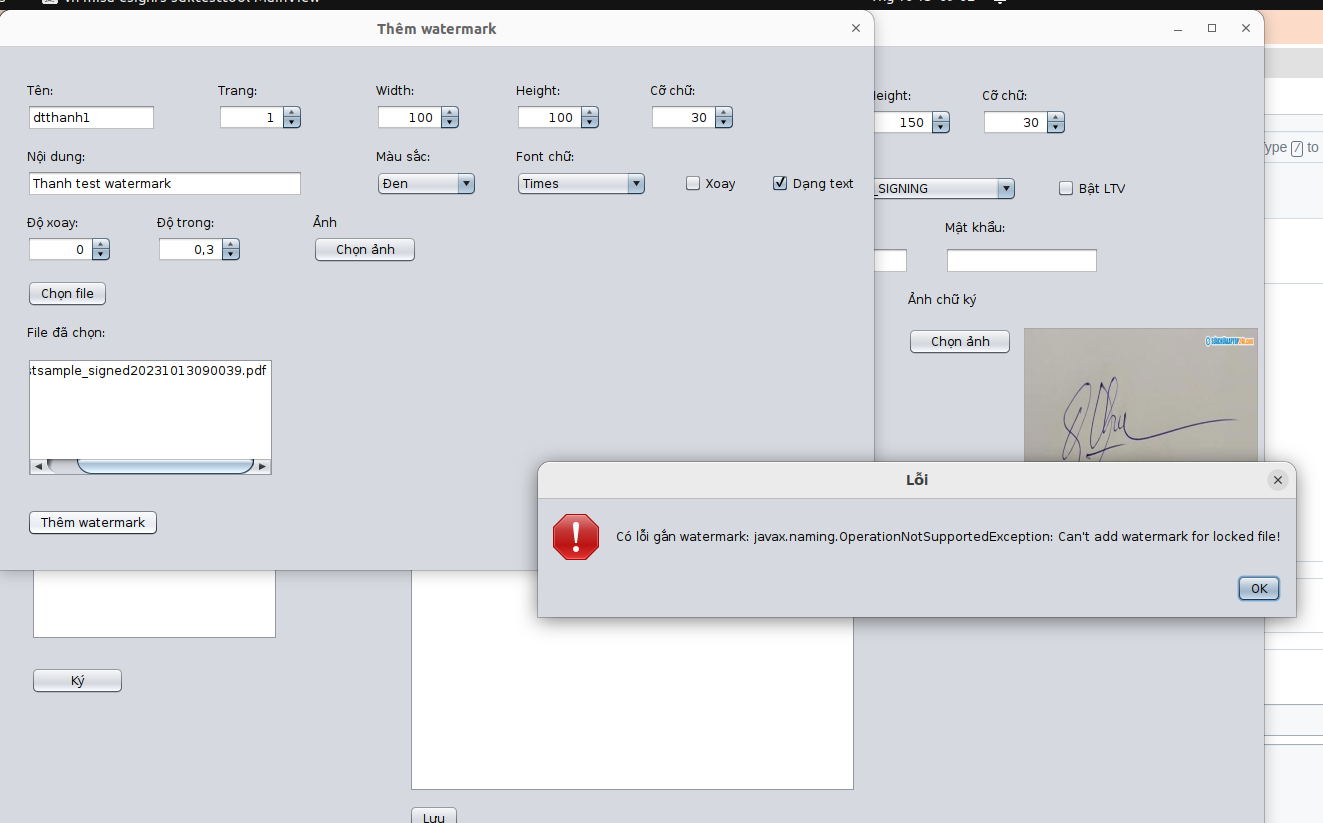 Thêm watermark
Tên:
Trang:
Width:
Height:
Cỡ chữ:
dtthanh1
1
100
100
30
Nội dung:
Màu sắc:
Font chữ:
Thanh test watermark
Đen
Times
Xoay
Dạng text
Độ xoay:
Độ trong:
Ảnh
0
0,3
Chọn ảnh
Chọn file
File đã chọn:
stsample_signed20231013090039.pdf
Thêm watermark
Height:
Cỡ chữ:
150
30
_SIGNING
Bật LTV
Mật khẩu:
Ảnh chữ ký
Chọn ảnh
Type / to
Lỗi
Có lỗi gắn watermark: javax.naming.OperationNotSupportedException: Can't add watermark for locked file!
OK
Ký
Lưu